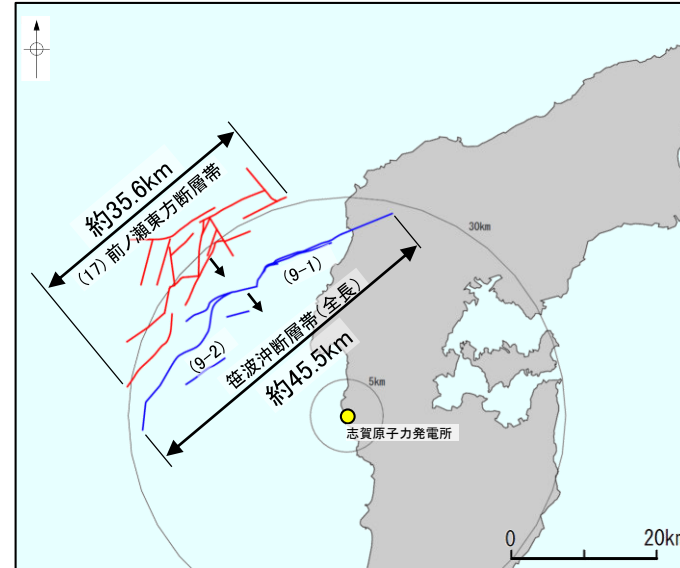 約35.6km
(17) 前ノ瀬東方断層帯
30km
(9-1)
笹波沖断層帯(全長)
約45.5km
(9-2)
5km
志賀原子力発電所
0 20km